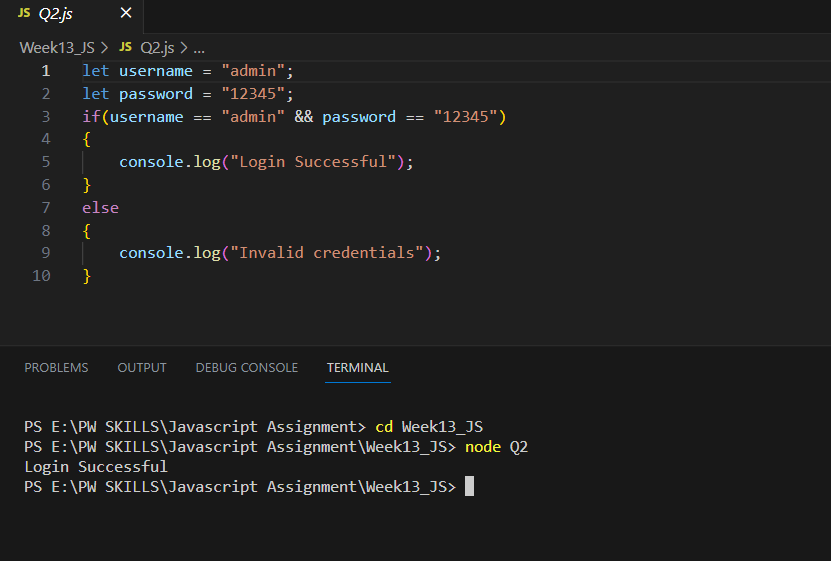 JS Q2.js ×
Week13_JS > JS Q2.js > ...
1 let username = "admin";
2 let password = "12345";
3 if(username == "admin" && password == "12345")
4 {
5     console.log("Login Successful");
6 }
7 else
8 {
9     console.log("Invalid credentials");
10 }
PROBLEMS OUTPUT DEBUG CONSOLE TERMINAL
PS E:\PW SKILLS\Javascript Assignment> cd Week13_JS
PS E:\PW SKILLS\Javascript Assignment\Week13_JS> node Q2
Login Successful
PS E:\PW SKILLS\Javascript Assignment\Week13_JS>